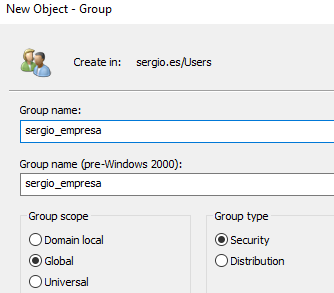 New Object - Group
Create in: sergio.es/Users
Group name:
sergio_empresa
Group name (pre-Windows 2000):
sergio_empresa
Group scope
Domain local
Global
Universal
Group type
Security
Distribution